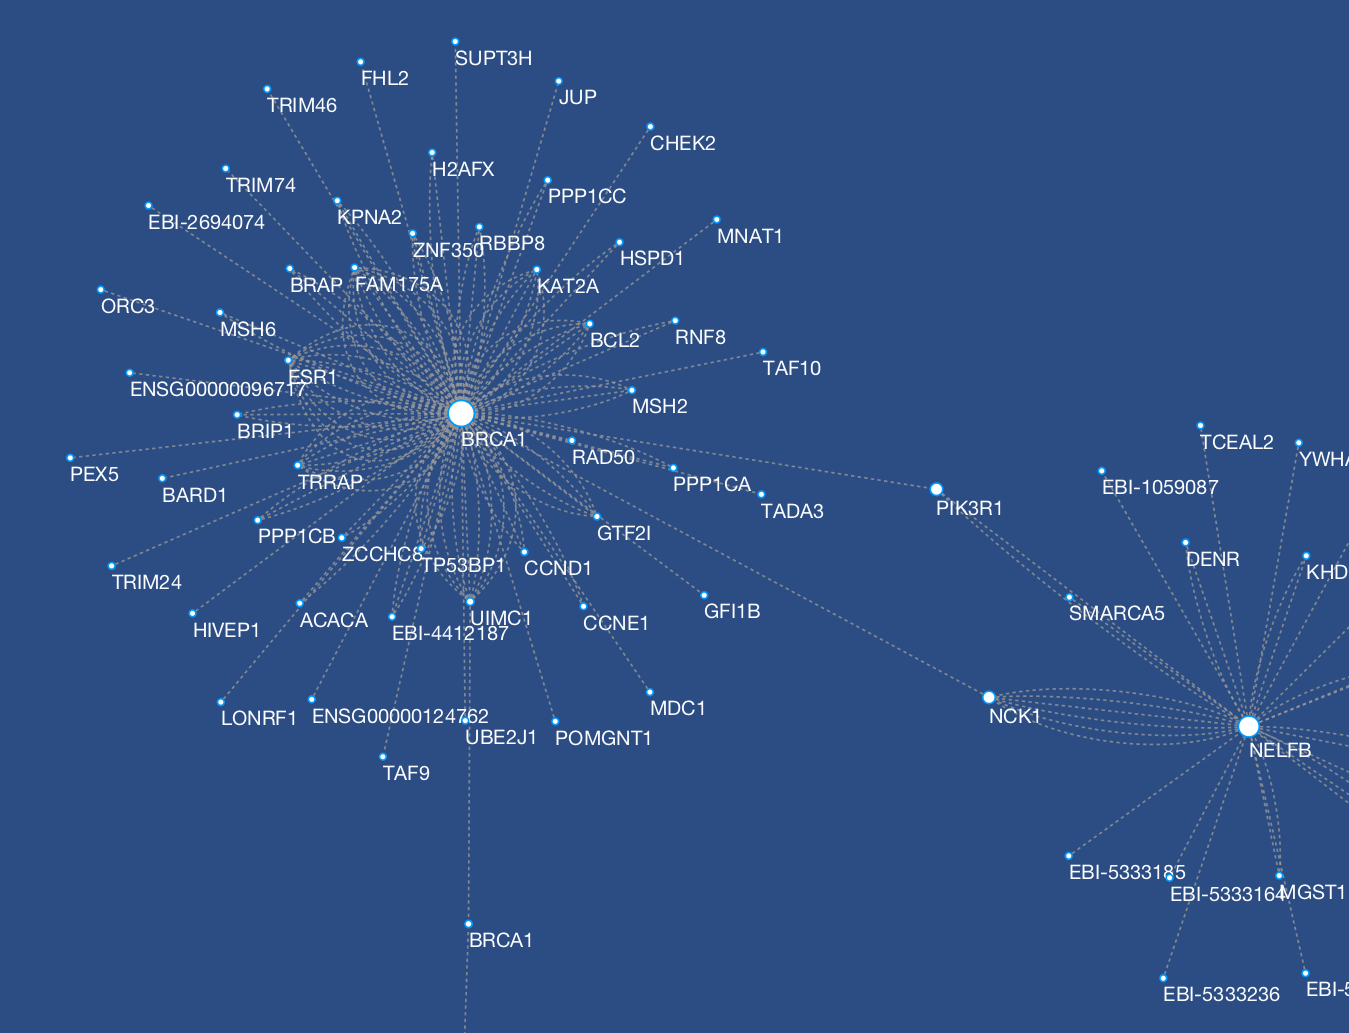 SUPT3H
FHL2
JUP
TRIM46
CHEK2
H2AFX
TRIM74
PPP1CC
KPNA2
EBI-2694074
MNAT1
ZNF350
RBBP8
HSPD1
BRAP
FAM175A
KAT2A
ORC3
MSH6
BCL2
RNF8
TAF10
ESR1
ENSG00000096717
MSH2
BRIP1
BRCA1
TCEAL2
RAD50
YWHA
PEX5
TRRAP
PPP1CA
EBI-1059087
BARD1
PIK3R1
TADA3
PPP1CB
GTF2I
ZCCHC8
TP53BP1
CCND1
DENR
KHD
TRIM24
GFI1B
SMARCA5
ACACA
UIMC1
CCNE1
HIVEP1
EBI-4412187
MDC1
LONRF1
ENSG00000124762
NCK1
UBE2J1
POMGNT1
NELFB
TAF9
EBI-5333185
EBI-5333164
MGST1
BRCA1
EBI-5333236
EBI-5